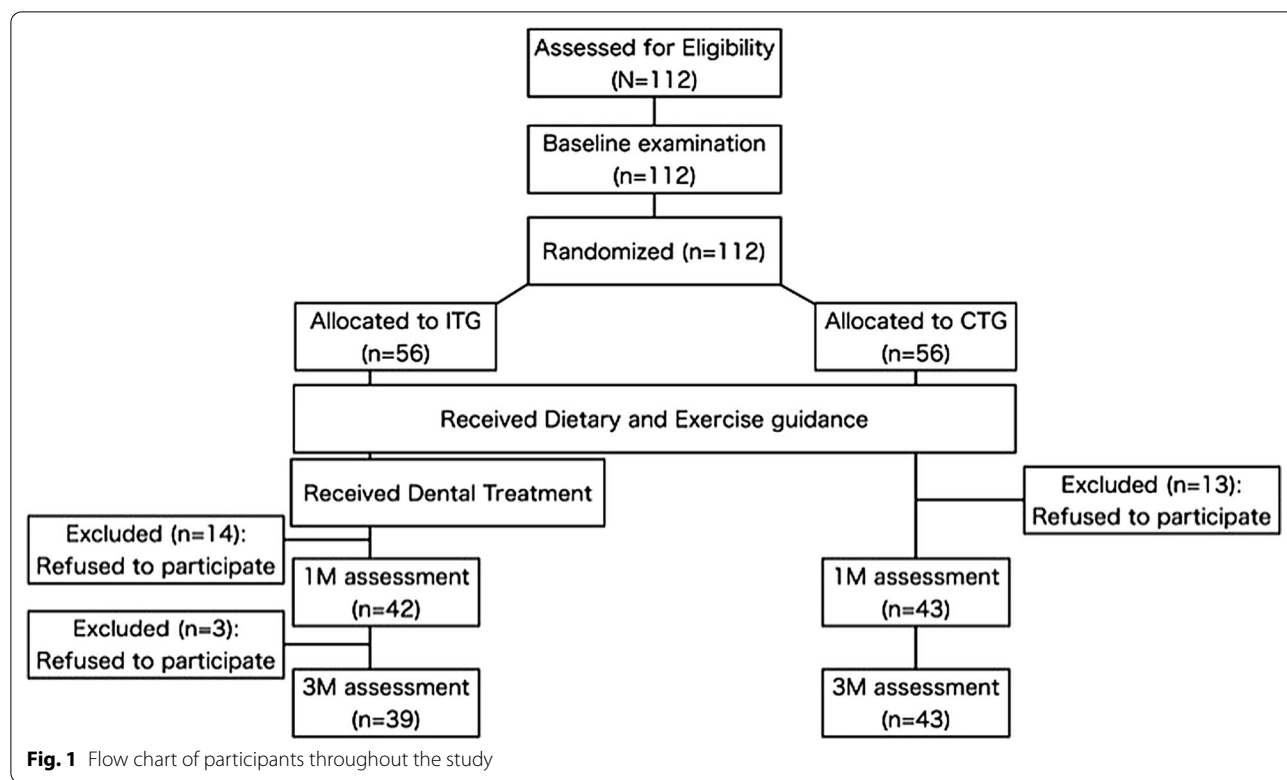 Assessed for Eligibility
(N=112)
Baseline examination
(n=112)
Randomized (n=112)
Allocated to ITG
(n=56)
Allocated to CTG
(n=56)
Received Dietary and Exercise guidance
Received Dental Treatment
Excluded (n=13):
Refused to participate
Excluded (n=14):
Refused to participate
1M assessment
(n=42)
1M assessment
(n=43)
Excluded (n=3):
Refused to participate
3M assessment
(n=39)
3M assessment
(n=43)
Fig. 1 Flow chart of participants throughout the study